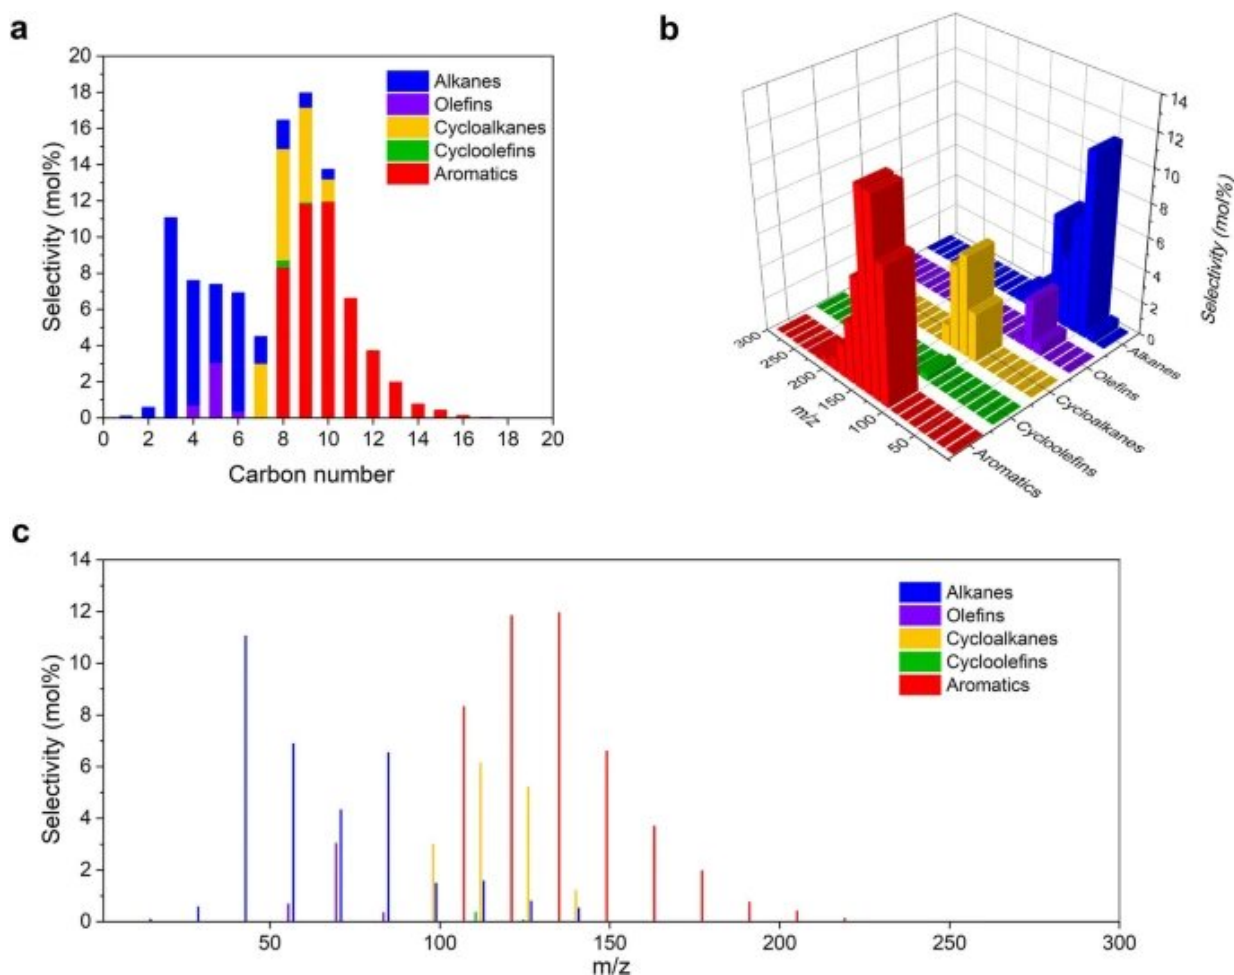 a
Selectivity (mol%)
20
18
16
14
12
10
8
6
4
2
0
Alkanes
Olefins
Cycloalkanes
Cycloolefins
Aromatics
0 2 4 6 8 10 12 14 16 18 20
Carbon number
b
14
12
10
8
6
4
2
0
Selectivity (mol%)
300
250
200
150
100
50
m/z
Alkanes
Olefins
Cycloalkanes
Cycloolefins
Aromatics
c
Selectivity (mol%)
14
12
10
8
6
4
2
0
Alkanes
Olefins
Cycloalkanes
Cycloolefins
Aromatics
50 100 150 200 250 300
m/z